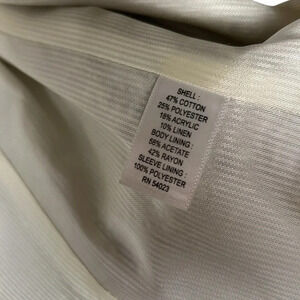 SHELL :
47% COTTON
25% POLYESTER
18% ACRYLIC
10% LINEN
BODY LINING :
58% ACETATE
42% RAYON
SLEEVE LINING :
100% POLYESTER
RN 54023